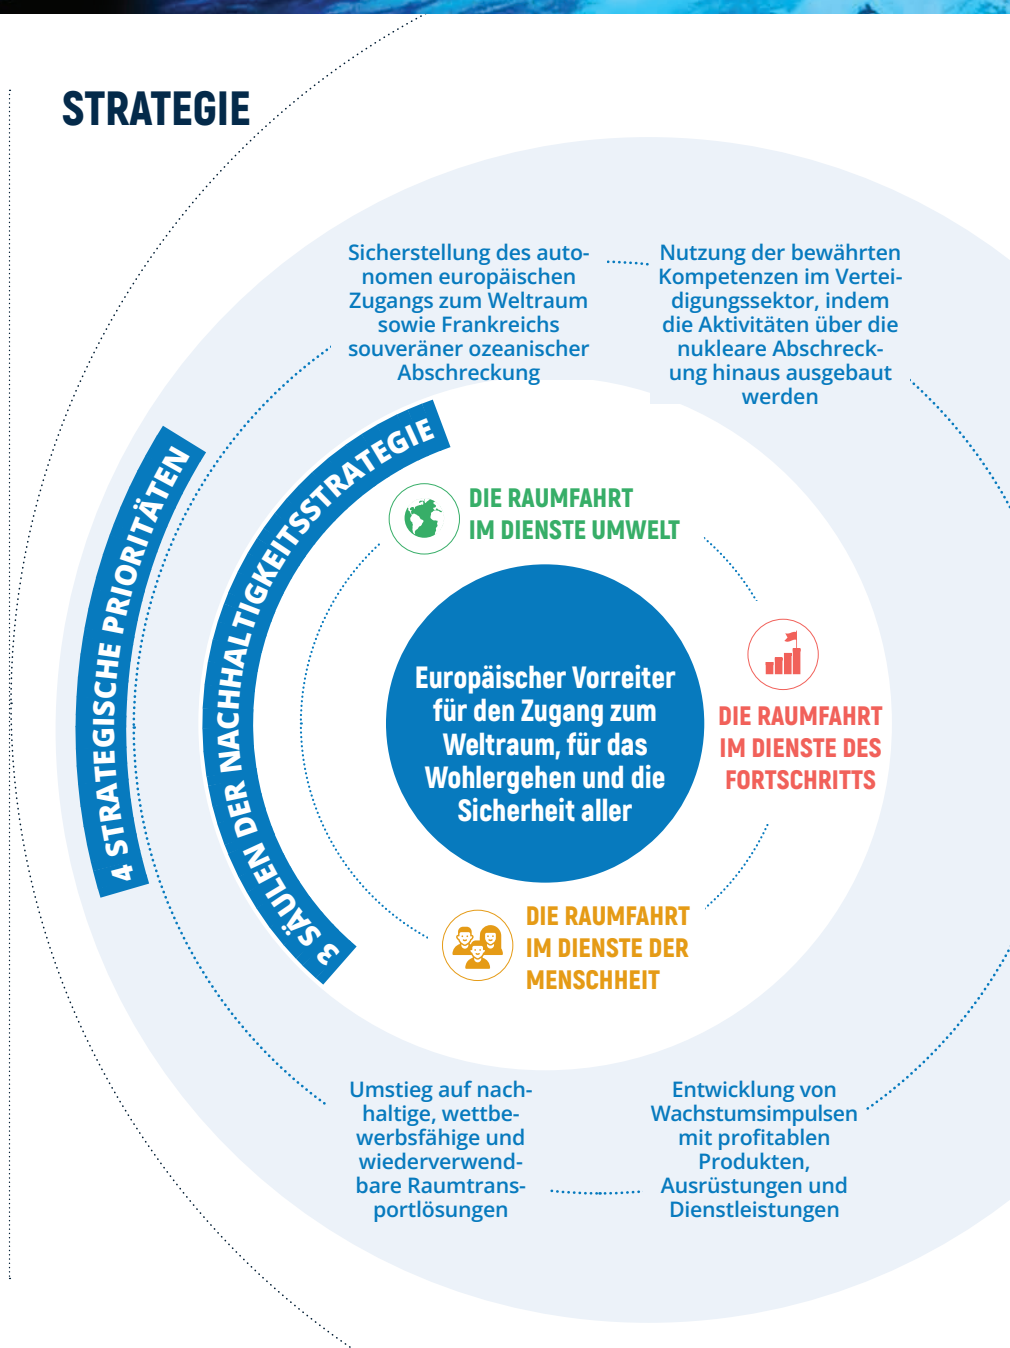 STRATEGIE
Sicherstellung des auto-
nomen europäischen
Zugangs zum Weltraum
sowie Frankreichs
souveräner ozeanischer
Abschreckung
Nutzung der bewährten
Kompetenzen im Vertei-
digungssektor, indem
die Aktivitäten über die
nukleare Abschreck-
ung hinaus ausgebaut
werden
4 STRATEGISCHE PRIORITÄTEN
3 SÄULEN DER NACHHALTIGKEITSSTRATEGIE
DIE RAUMFAHRT
IM DIENSTE UMWELT
Europäischer Vorreiter
für den Zugang zum
Weltraum, für das
Wohlergehen und die
Sicherheit aller
DIE RAUMFAHRT
IM DIENSTE DES
FORTSCHRITTS
DIE RAUMFAHRT
IM DIENSTE DER
MENSCHHEIT
Umstieg auf nach-
haltige, wettbe-
werbsfähige und
wiederverwend-
bare Raumtrans-
portlösungen
Entwicklung von
Wachstumsimpulsen
mit profitablen
Produkten,
Ausrüstungen und
Dienstleistungen